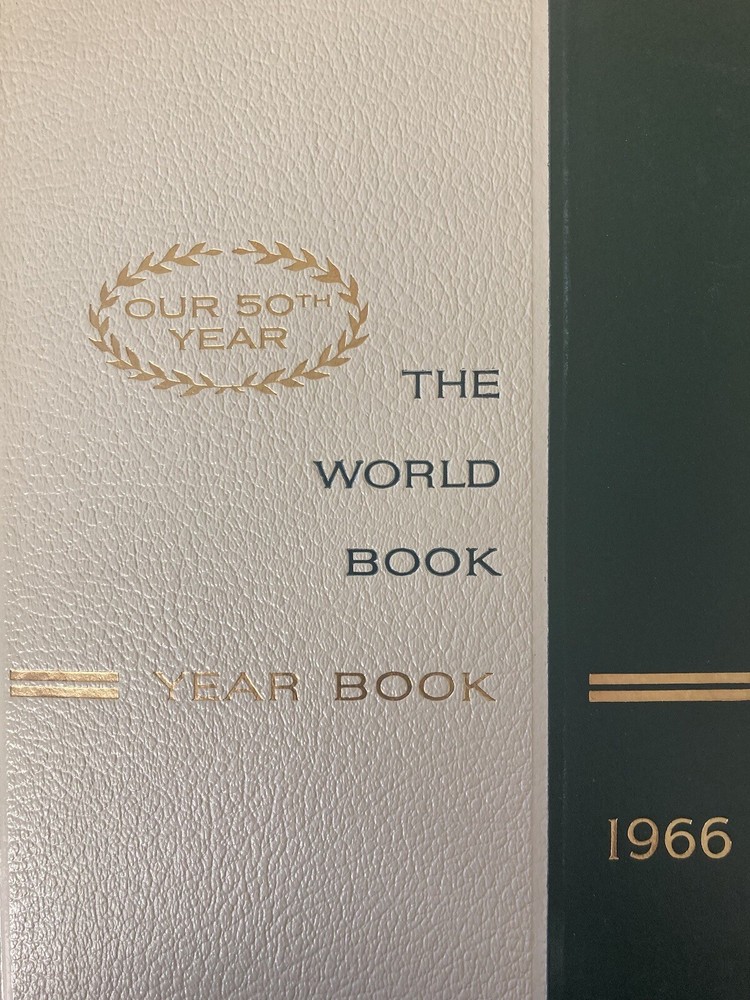 OUR 50TH
YEAR
THE
WORLD
BOOK
YEAR BOOK
1966